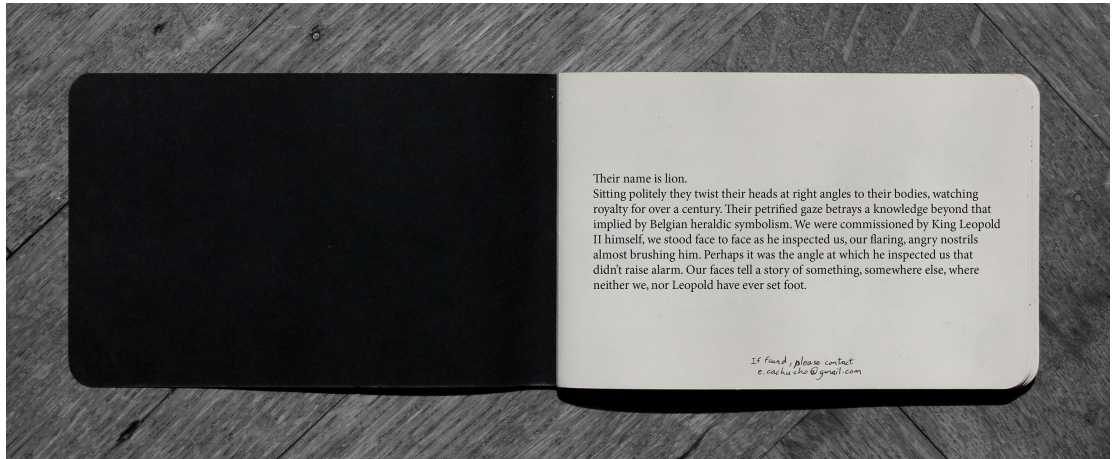 Their name is lion.
Sitting politely they twist their heads at right angles to their bodies, watching
royalty for over a century. Their petrified gaze betrays a knowledge beyond that
implied by Belgian heraldic symbolism. We were commissioned by King Leopold
II himself, we stood face to face as he inspected us, our flaring, angry nostrils
almost brushing him. Perhaps it was the angle at which he inspected us that
didn't raise alarm. Our faces tell a story of something, somewhere else, where
neither we, nor Leopold have ever set foot.
If found, please contact
e.cachucho@gmail.com